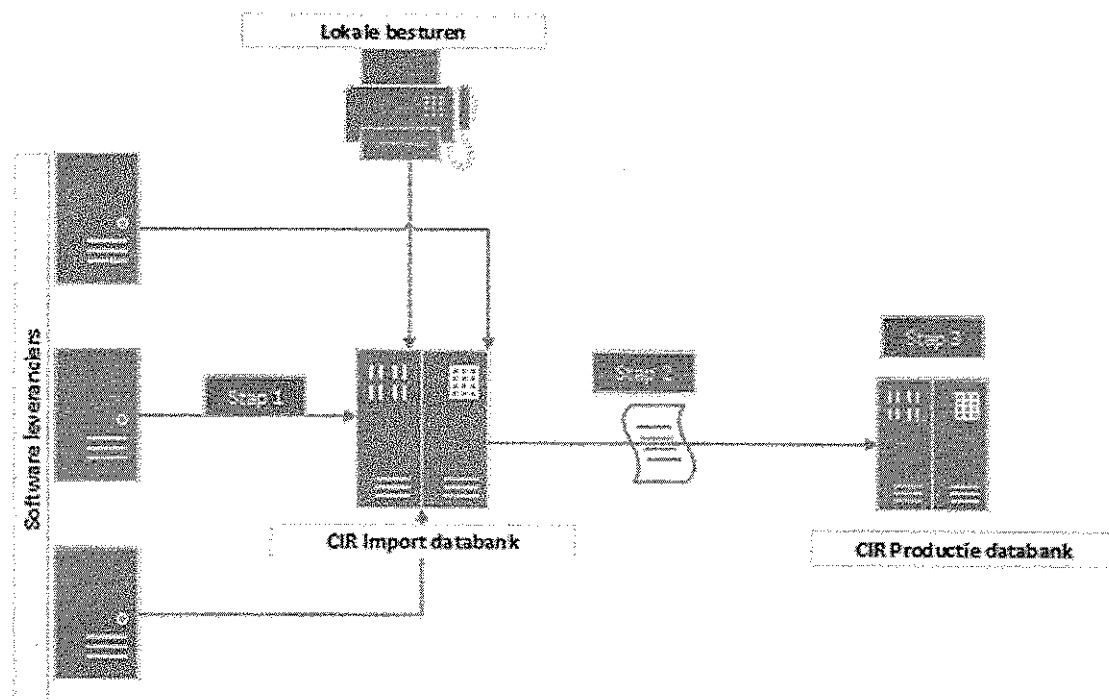 Lokale besturen
Software leveranciers
Stap 1
Stap 2
Stap 3
CIR Import databank
CIR Productie databank